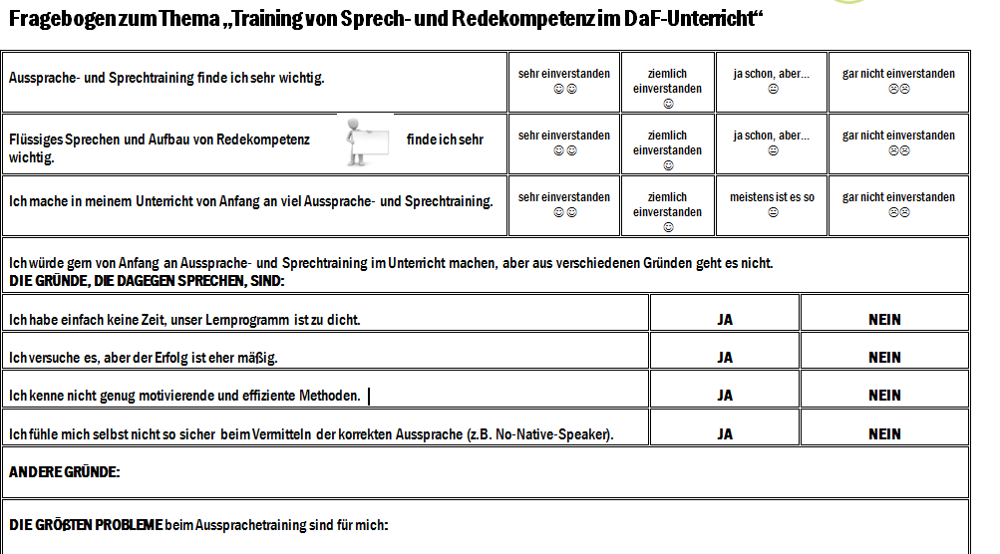 Fragebogen zum Thema „Training von Sprech- und Redekompetenz im DaF-Unterricht“
Aussprache- und Sprechtraining finde ich sehr wichtig.
sehr einverstanden
☺☺
ziemlich
einverstanden
☺
ja schon, aber...
😐
gar nicht einverstanden
☹☹
Flüssiges Sprechen und Aufbau von Redekompetenz finde ich sehr
wichtig.
sehr einverstanden
☺☺
ziemlich
einverstanden
☺
ja schon, aber...
😐
gar nicht einverstanden
☹☹
Ich mache in meinem Unterricht von Anfang an viel Aussprache- und Sprechtraining.
sehr einverstanden
☺☺
ziemlich
einverstanden
☺
meistens ist es so
😐
gar nicht einverstanden
☹☹
Ich würde gern von Anfang an Aussprache- und Sprechtraining im Unterricht machen, aber aus verschiedenen Gründen geht es nicht.
DIE GRÜNDE, DIE DAGEGEN SPRECHEN, SIND:
Ich habe einfach keine Zeit, unser Lernprogramm ist zu dicht. JA NEIN
Ich versuche es, aber der Erfolg ist eher mäßig. JA NEIN
Ich kenne nicht genug motivierende und effiziente Methoden. JA NEIN
Ich fühle mich selbst nicht so sicher beim Vermitteln der korrekten Aussprache (z.B. No-Native-Speaker). JA NEIN
ANDERE GRÜNDE:
DIE GRÖßTEN PROBLEME beim Aussprachetraining sind für mich: